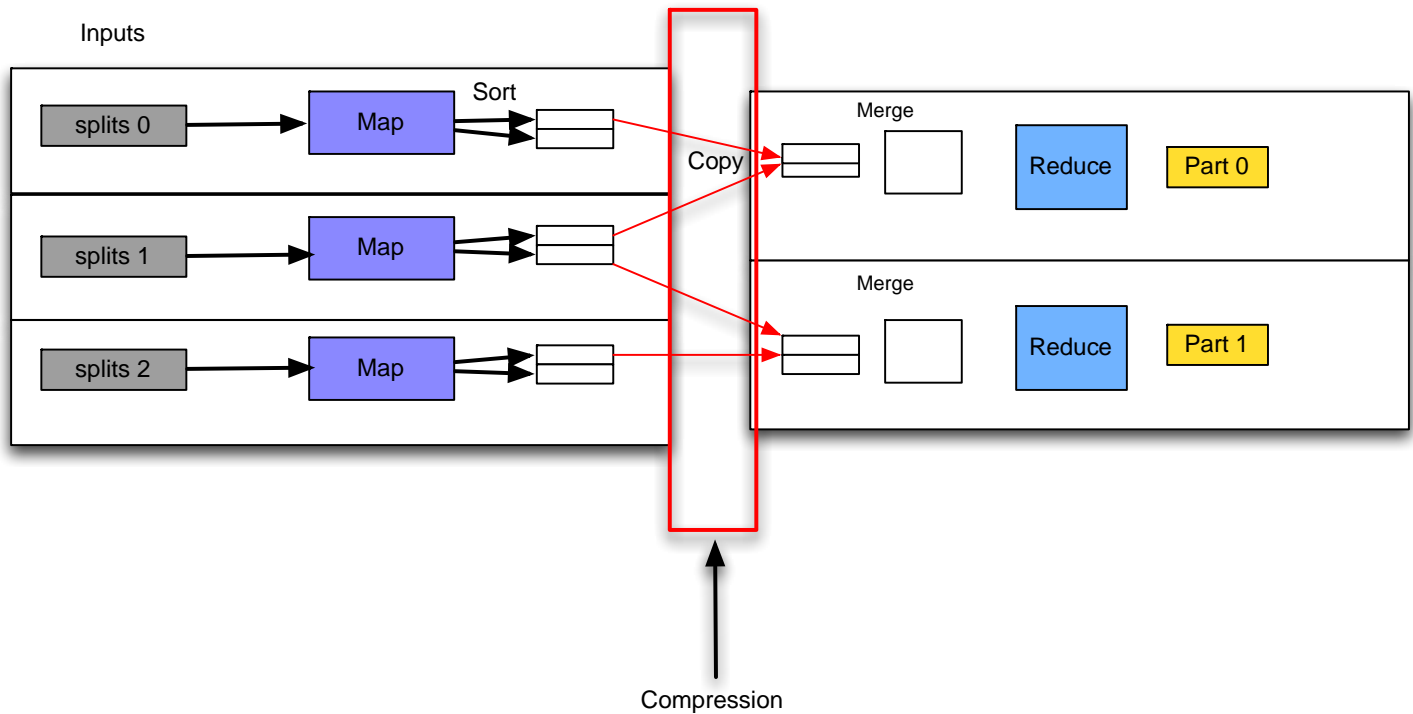 Inputs
Sort
splits 0
Map
Copy
Merge
Reduce
Part 0
splits 1
Map
Merge
splits 2
Map
Reduce
Part 1
Compression